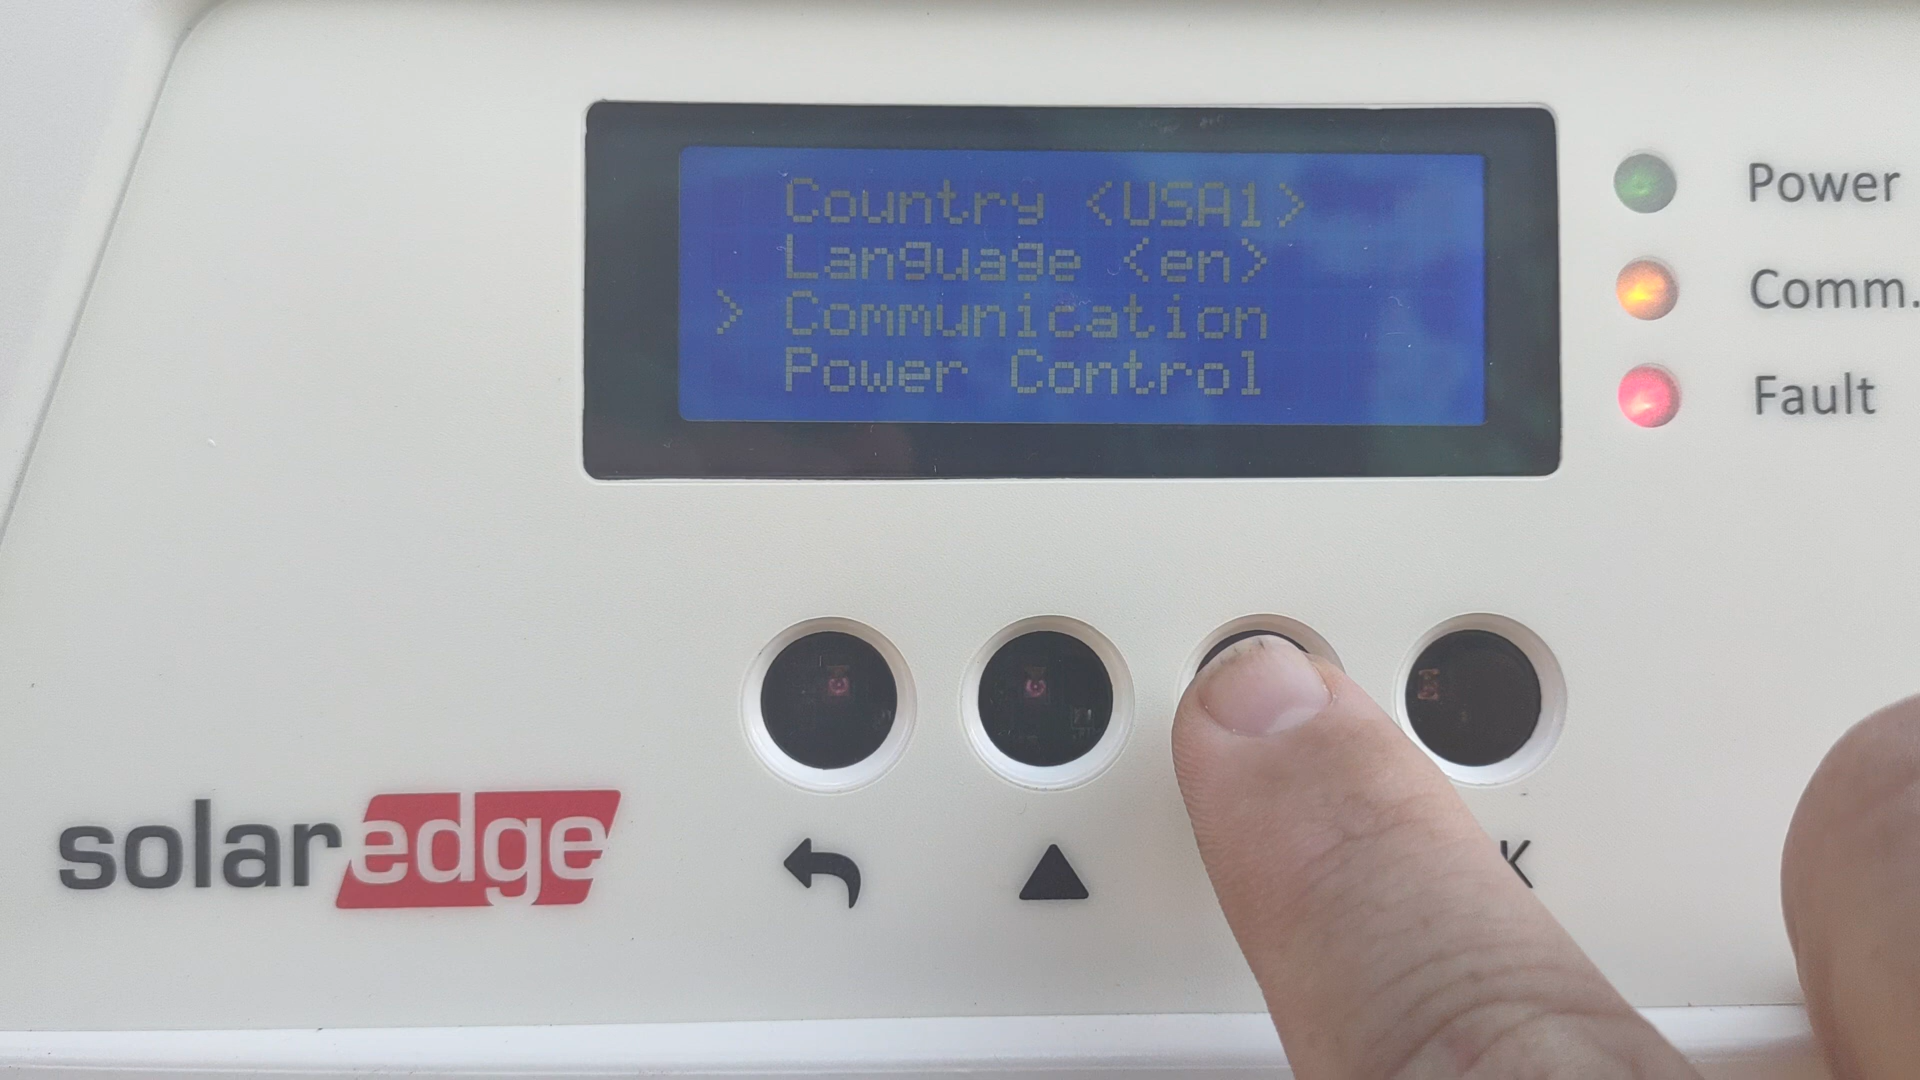 Country <USA1>
Language <en>
> Communication
Power Control
Power
Comm.
Fault
solaredge
K